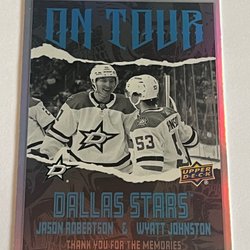 ON TOUR
53
UPPER
DECK
DALLAS STARS
JASON ROBERTSON & WYATT JOHNSTON
THANK YOU FOR THE MEMORIES